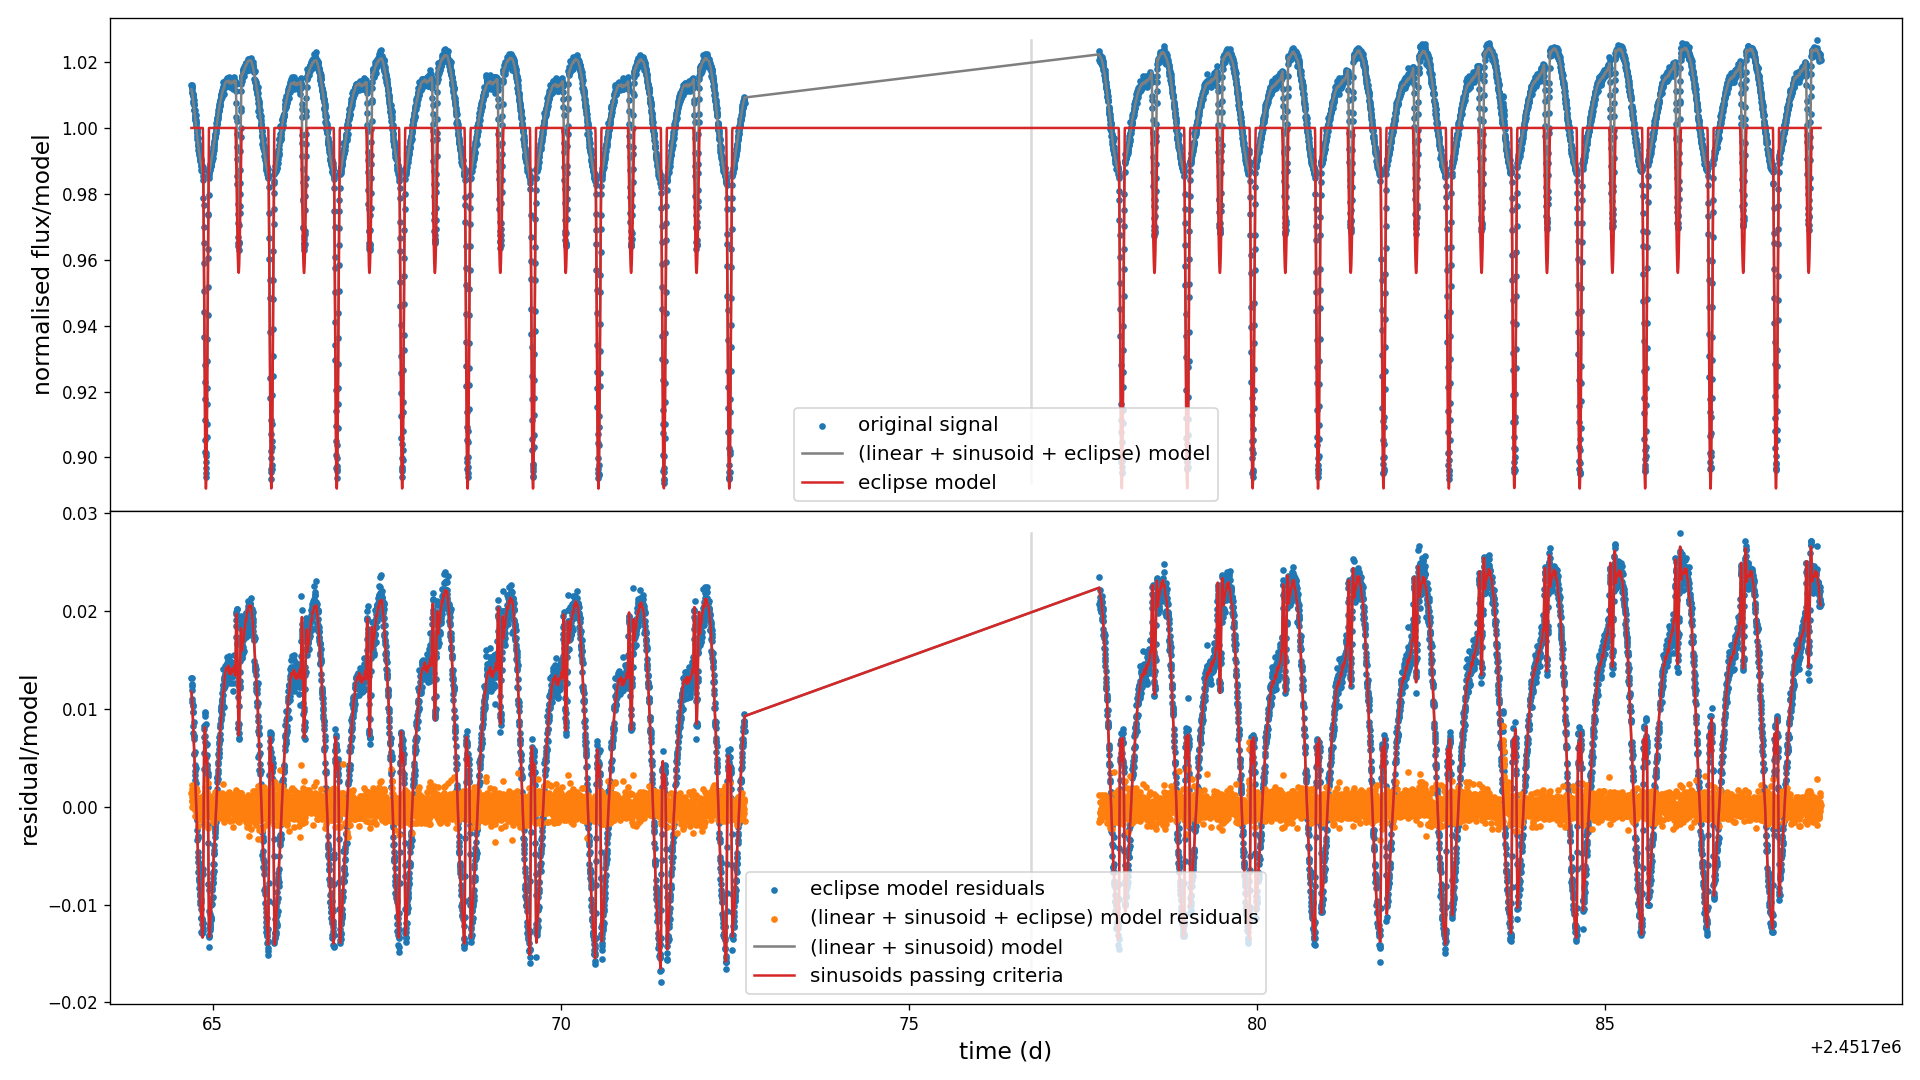 normalised flux/model
1.02
1.00
0.98
0.96
0.94
0.92
0.90
original signal
(linear + sinusoid + eclipse) model
eclipse model
residual/model
0.03
0.02
0.01
0.00
−0.01
−0.02
eclipse model residuals
(linear + sinusoid + eclipse) model residuals
(linear + sinusoid) model
sinusoids passing criteria
65
70
75
80
85
time (d)
+2.4517e6